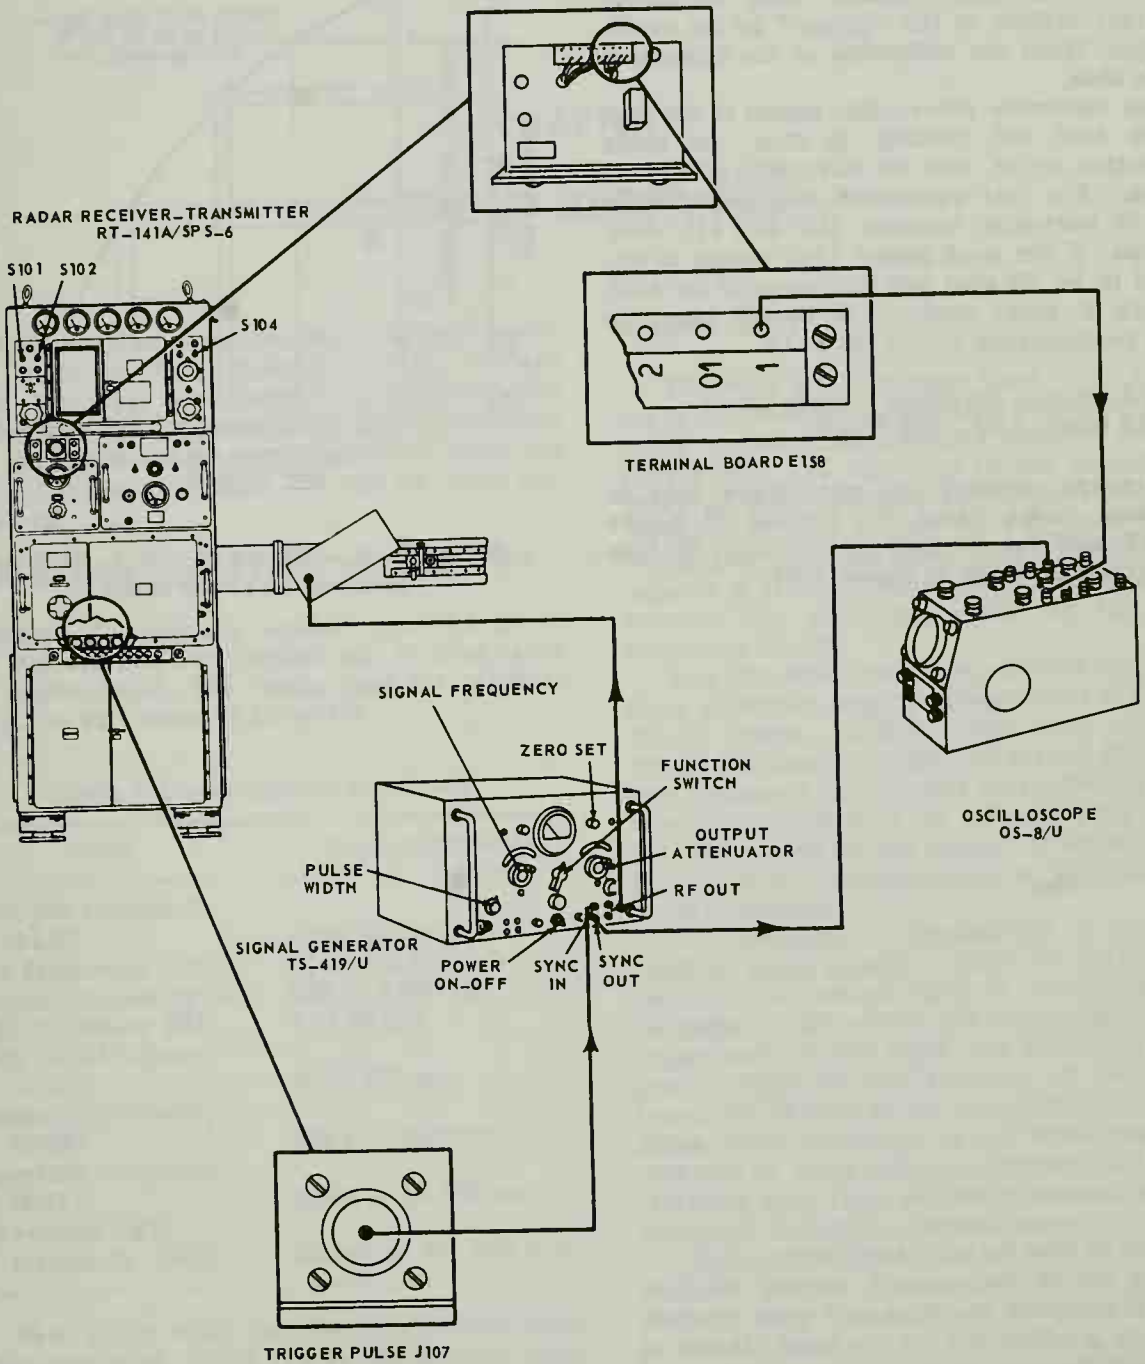 RADAR RECEIVER-TRANSMITTER
RT-141A/SPS-6
S101 S102
S104
2 01 1
TERMINAL BOARD E158
SIGNAL FREQUENCY
ZERO SET
FUNCTION
SWITCH
OSCILLOSCOPE
OS-8/U
OUTPUT
ATTENUATOR
PULSE
WIDTH
RF OUT
SIGNAL GENERATOR
TS-419/U
POWER
ON-OFF
SYNC
IN
SYNC
OUT
TRIGGER PULSE J107